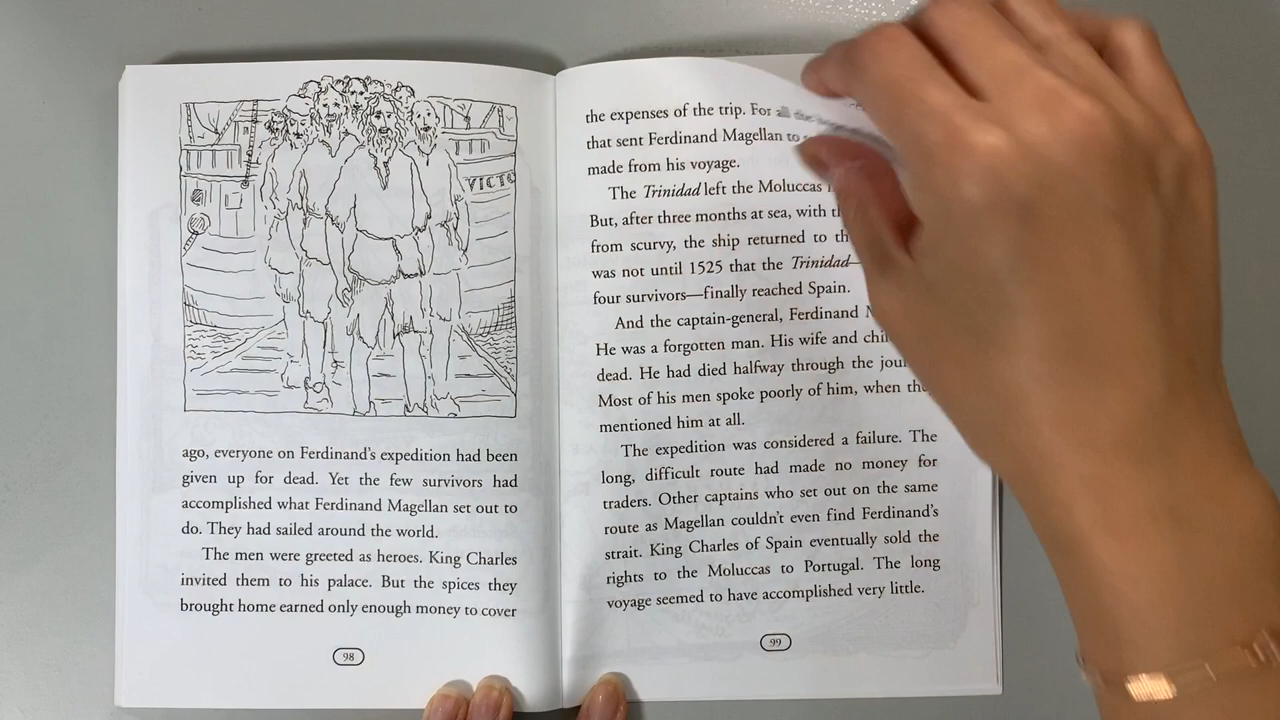 VICTO
ago, everyone on Ferdinand's expedition had been
given up for dead. Yet the few survivors had
accomplished what Ferdinand Magellan set out to
do. They had sailed around the world.
The men were greeted as heroes. King Charles
invited them to his palace. But the spices they
brought home earned only enough money to cover
98
the expenses of the trip. For all the
that sent Ferdinand Magellan to
made from his voyage.
The Trinidad left the Moluccas
But, after three months at sea, with
from scurvy, the ship returned to
was not until 1525 that the Trinidad—
four survivors—finally reached Spain.
And the captain-general, Ferdinand
He was a forgotten man. His wife and
dead. He had died halfway through the
Most of his men spoke poorly of him, when they
mentioned him at all.
The expedition was considered a failure. The
long, difficult route had made no money for
traders. Other captains who set out on the same
route as Magellan couldn't even find Ferdinand's
strait. King Charles of Spain eventually sold the
rights to the Moluccas to Portugal. The long
voyage seemed to have accomplished very little.
99